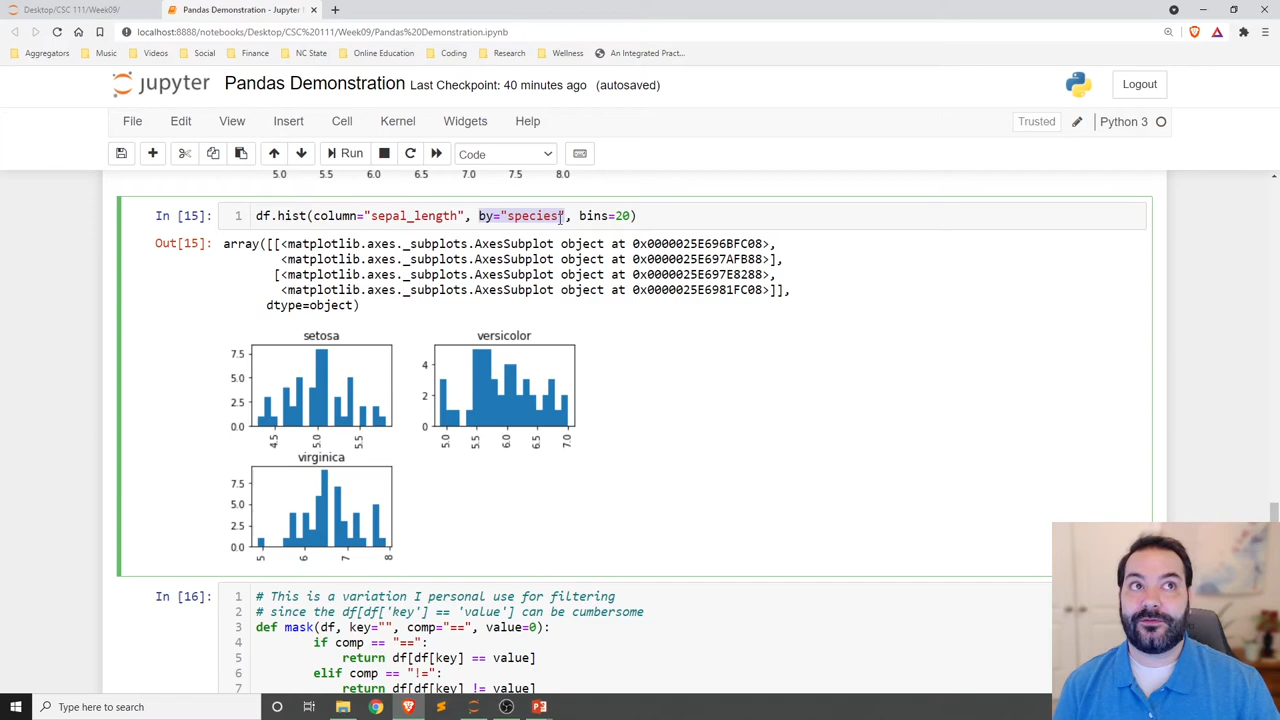 Desktop/CSC 111/Week09/
Pandas Demonstration - Jupyter
localhost:8888/notebooks/Desktop/CSC%20111/Week09/Pandas%20Demonstration.ipynb
Aggregators Music Videos Social Finance NC State Online Education Coding Research Wellness An Integrated Pract...
jupyter Pandas Demonstration Last Checkpoint: 40 minutes ago (autosaved)
Logout
File Edit View Insert Cell Kernel Widgets Help
Trusted Python 3
Run Code
5.0 5.5 6.0 6.5 7.0 7.5 8.0
In [15]: 1 df.hist(column="sepal_length", by="species", bins=20)
Out[15]: array([[<matplotlib.axes._subplots.AxesSubplot object at 0x0000025E696BFC08>,
<matplotlib.axes._subplots.AxesSubplot object at 0x0000025E697AFB88>],
[<matplotlib.axes._subplots.AxesSubplot object at 0x0000025E697E8288>,
<matplotlib.axes._subplots.AxesSubplot object at 0x0000025E6981FC08>]],
dtype=object)
setosa
7.5
5.0
2.5
0.0
4.5 5.0 5.5
versicolor
4
2
0
5.0 5.5 6.0 6.5 7.0
virginica
7.5
5.0
2.5
0.0
5 6 7 8
In [16]: 1 # This is a variation I personal use for filtering
2 # since the df[df['key'] == 'value'] can be cumbersome
3 def mask(df, key="", comp="==", value=0):
4 if comp == "==":
5 return df[df[key] == value]
6 elif comp == "!=":
7 return df[df[key] != value]
Type here to search